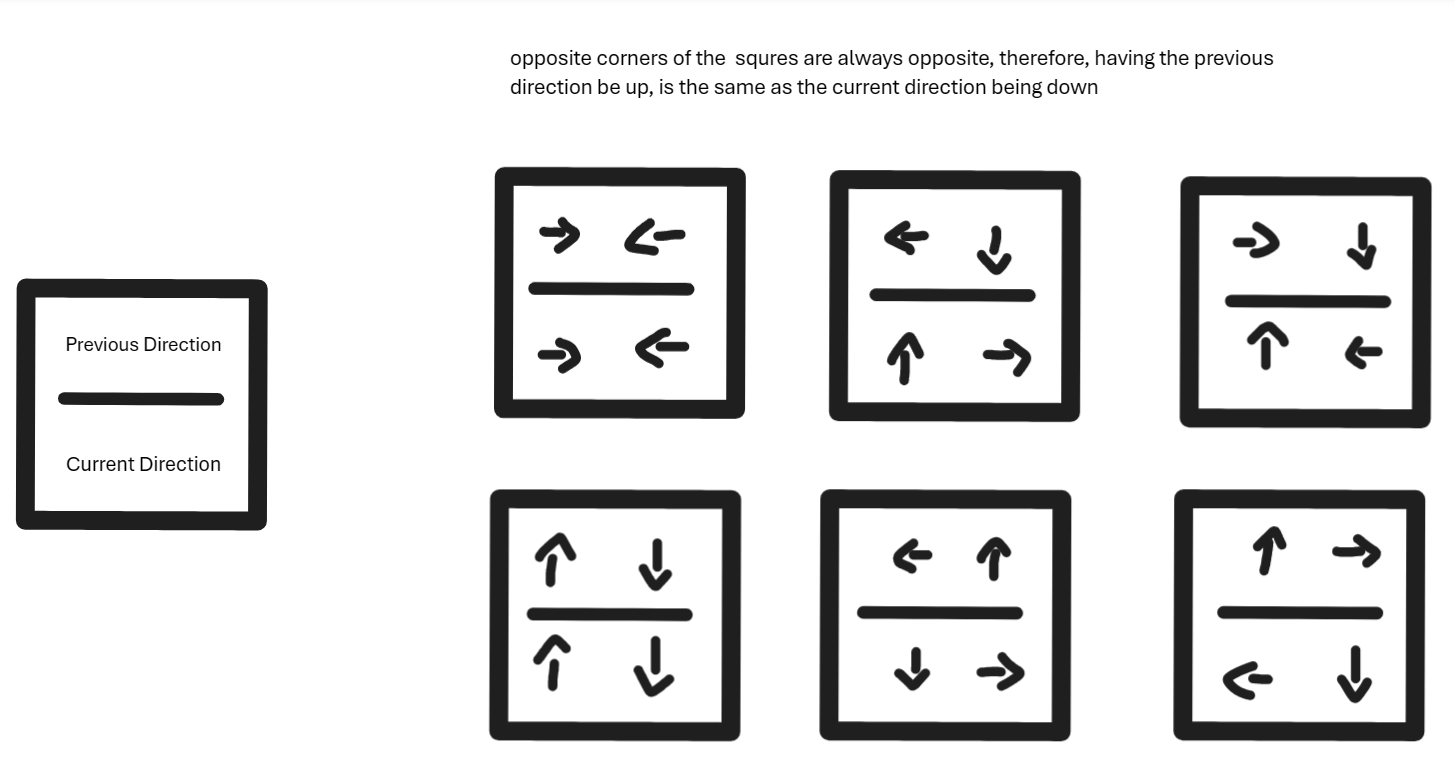 opposite corners of the  squres are always opposite, therefore, having the previous
direction be up, is the same as the current direction being down
Previous Direction
Current Direction